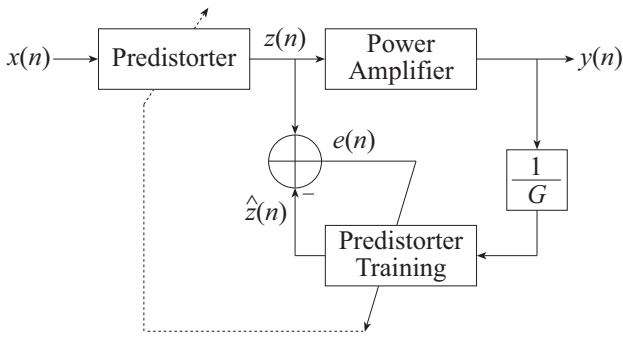 x(n)
Predistorter
z(n)
Power
Amplifier
y(n)
e(n)
1
G
ẑ(n)
−
Predistorter
Training